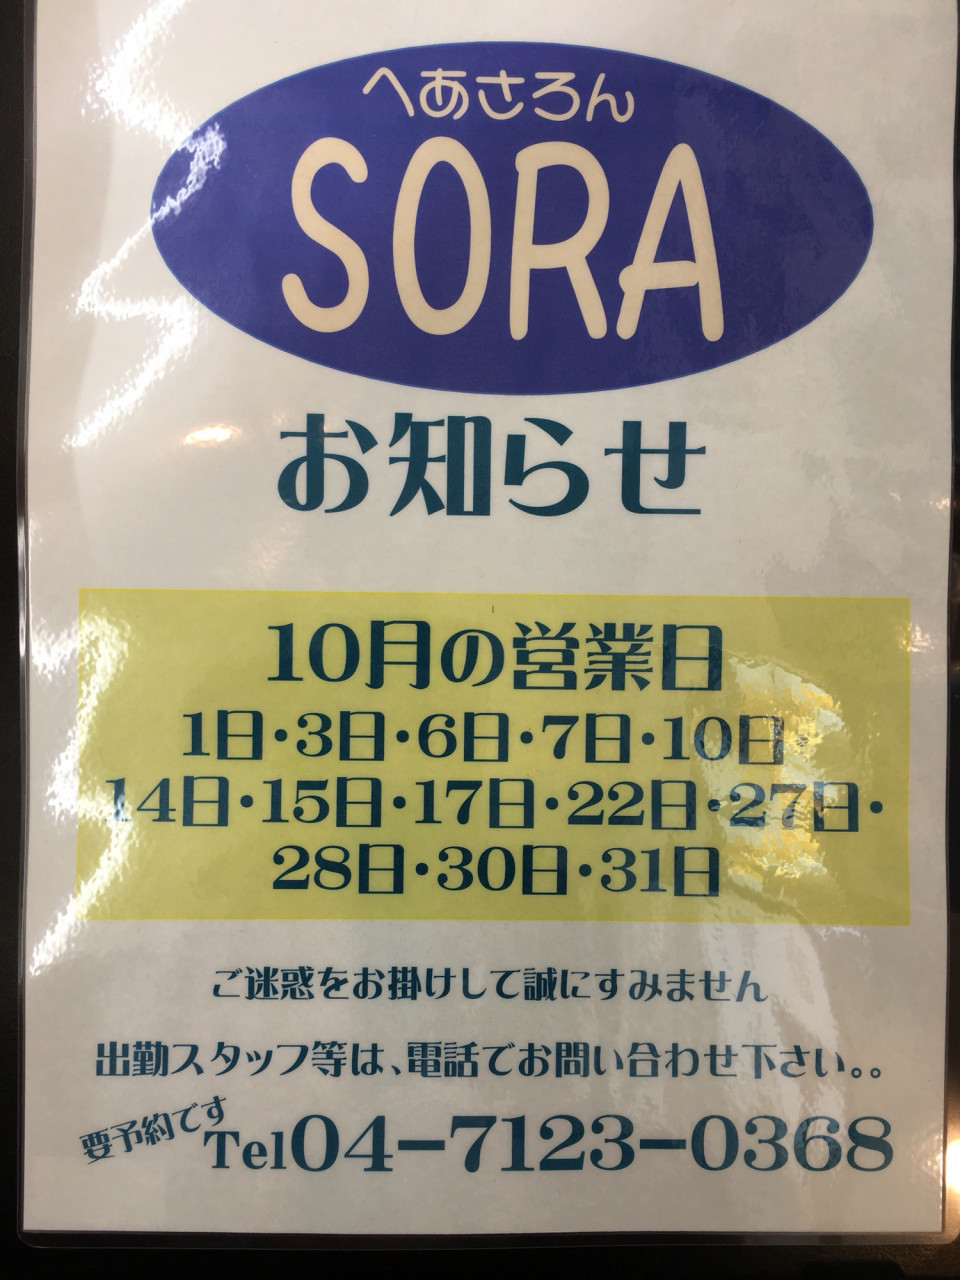 へあさろん
SORA
お知らせ
10月の営業日
1日・3日・6日・7日・10日・
14日・15日・17日・22日・27日・
28日・30日・31日
ご迷惑をお掛けして誠にすみません
出勤スタッフ等は、電話でお問い合わせ下さい。。
要予約です
Tel04-7123-0368